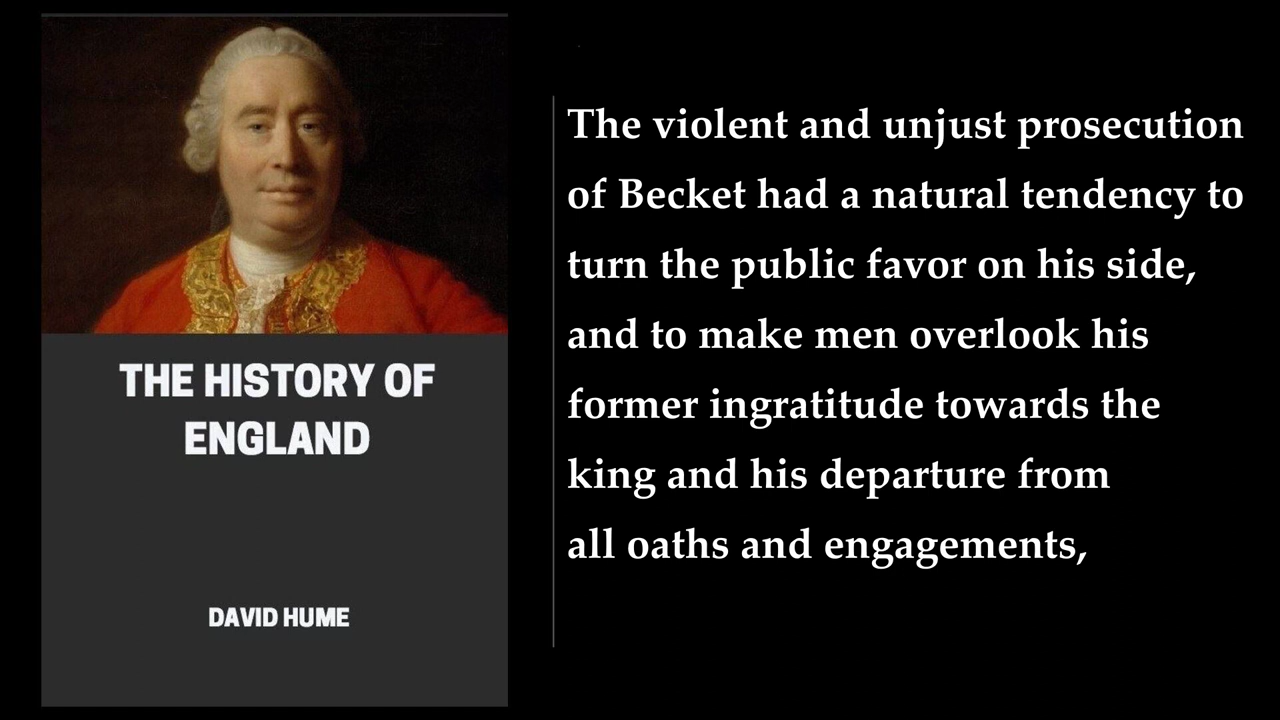 THE HISTORY OF
ENGLAND
DAVID HUME
The violent and unjust prosecution
of Becket had a natural tendency to
turn the public favor on his side,
and to make men overlook his
former ingratitude towards the
king and his departure from
all oaths and engagements,